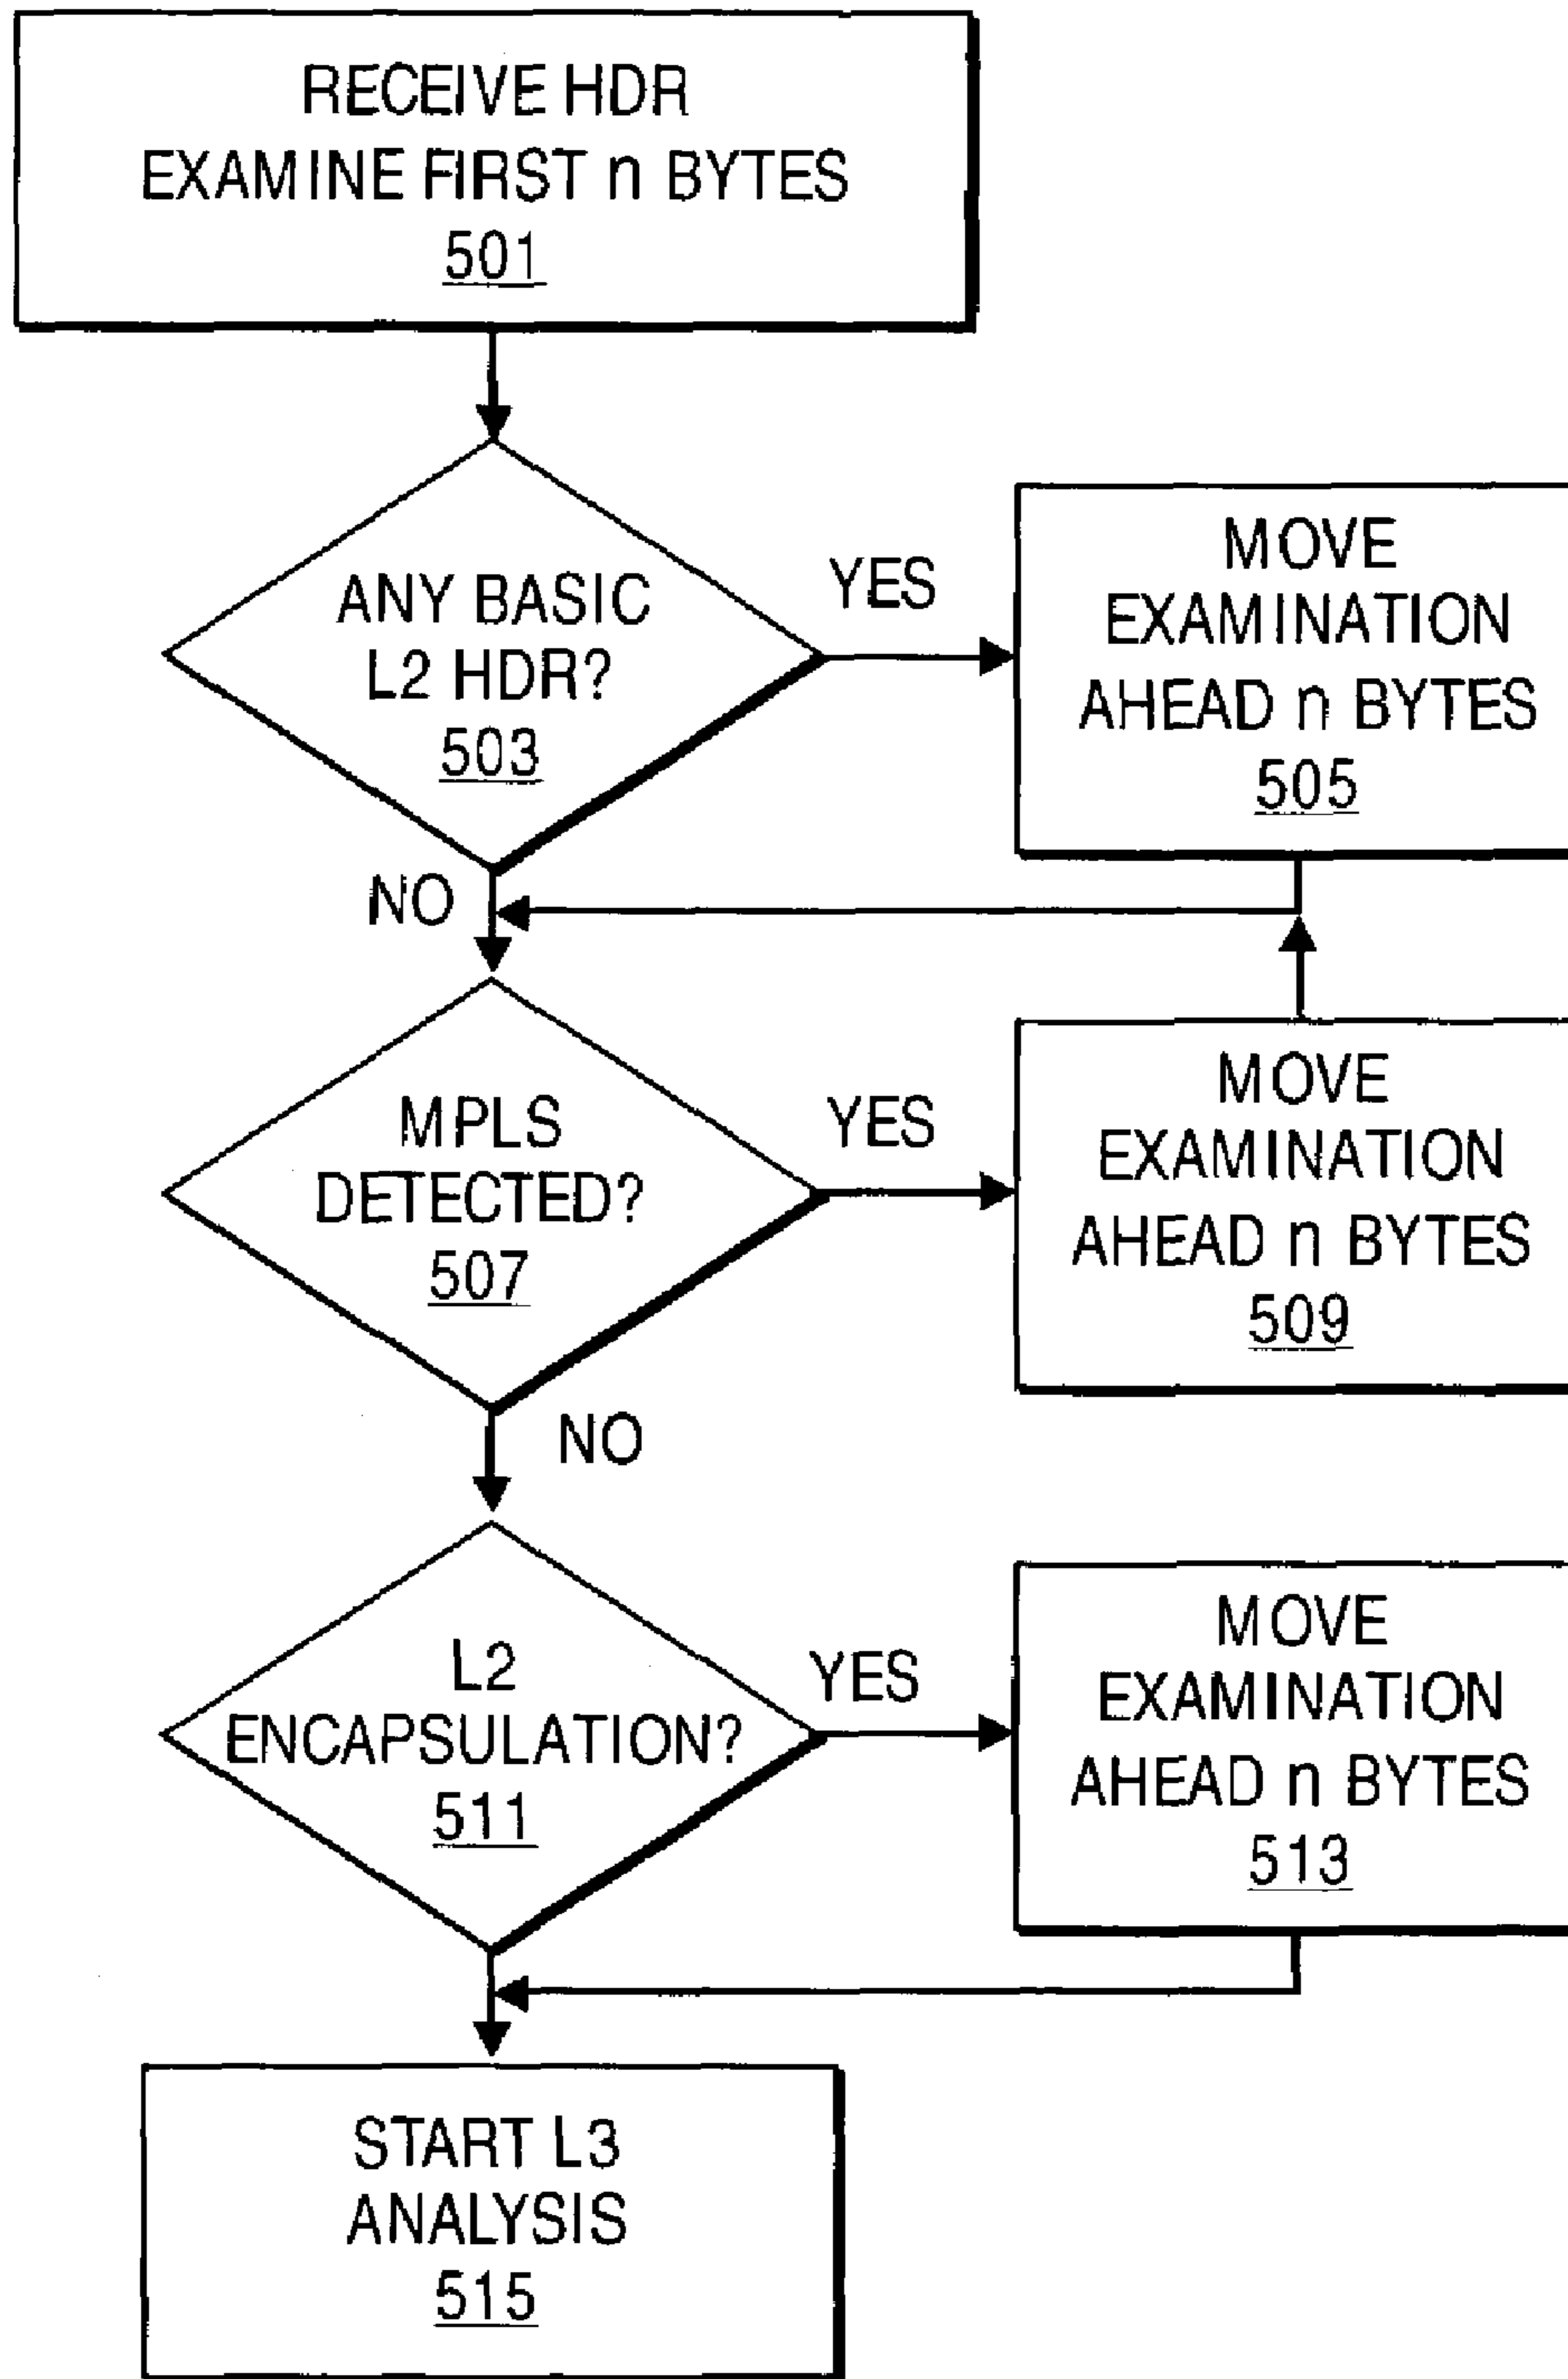 RECEIVE HDR
EXAMINE FIRST n BYTES
501
ANY BASIC
L2 HDR?
503
YES
MOVE
EXAMINATION
AHEAD n BYTES
505
NO
MPLS
DETECTED?
507
YES
MOVE
EXAMINATION
AHEAD n BYTES
509
NO
L2
ENCAPSULATION?
511
YES
MOVE
EXAMINATION
AHEAD n BYTES
513
START L3
ANALYSIS
515